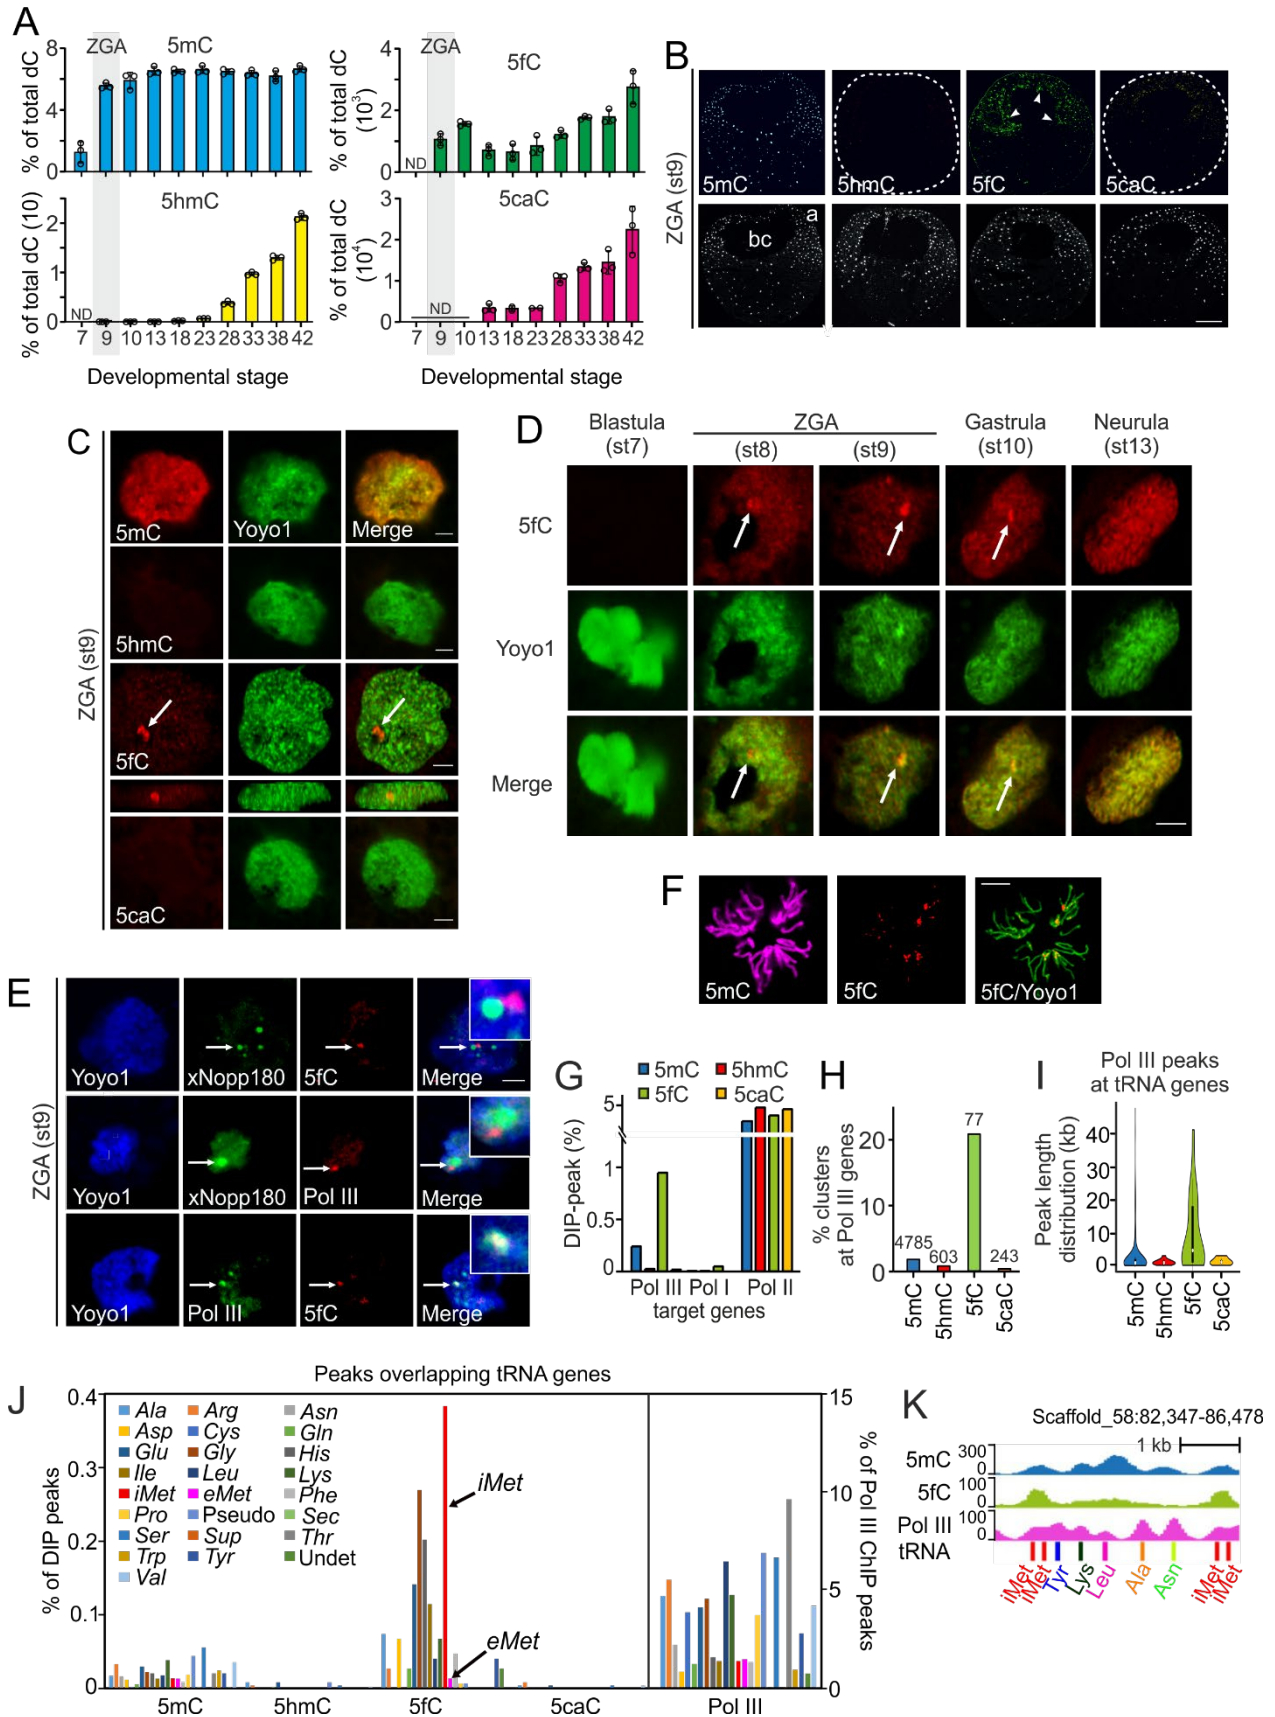 A
ZGA
5mC
% of total dC
8
4
0
ZGA
5fC
% of total dC
(10³)
4
2
0
ND
5hmC
% of total dC (10)
2
1
0
ND
7 9 10 13 18 23 28 33 38 42
Developmental stage
5caC
% of total dC
(10⁴)
3
2
1
0
ND
7 9 10 13 18 23 28 33 38 42
Developmental stage
B
ZGA (st9)
5mC
5hmC
5fC
5caC
bc
a
C
ZGA (st9)
5mC
Yoyo1
Merge
5hmC
5fC
5caC
D
Blastula
(st7)
ZGA
(st8)
(st9)
Gastrula
(st10)
Neurula
(st13)
5fC
Yoyo1
Merge
E
ZGA (st9)
Yoyo1
xNopp180
5fC
Merge
Yoyo1
xNopp180
Pol III
Merge
Yoyo1
Pol III
5fC
Merge
F
5mC
5fC
5fC/Yoyo1
G
5mC
5hmC
5fC
5caC
DIP-peak (%)
5
1
0.5
0
Pol III Pol I Pol II
target genes
H
% clusters
at Pol III genes
20
10
0
4785
603
77
243
5mC
5hmC
5fC
5caC
I
Pol III peaks
at tRNA genes
Peak length
distribution (kb)
40
30
20
10
0
5mC
5hmC
5fC
5caC
J
Peaks overlapping tRNA genes
% of DIP peaks
0.4
0.3
0.2
0.1
0
Ala Arg Asn
Asp Cys Gln
Glu Gly His
Ile Leu Lys
iMet eMet Phe
Pro Pseudo Sec
Ser Sup Thr
Trp Tyr Undet
Val
iMet
eMet
5mC 5hmC 5fC 5caC Pol III
15
10
5
0
% of Pol III ChIP peaks
K
Scaffold_58:82,347-86,478
1 kb
5mC
300
0
5fC
100
0
Pol III
100
0
tRNA
iMet
iMet
Tyr
Lys
Leu
Ala
Asn
iMet
iMet